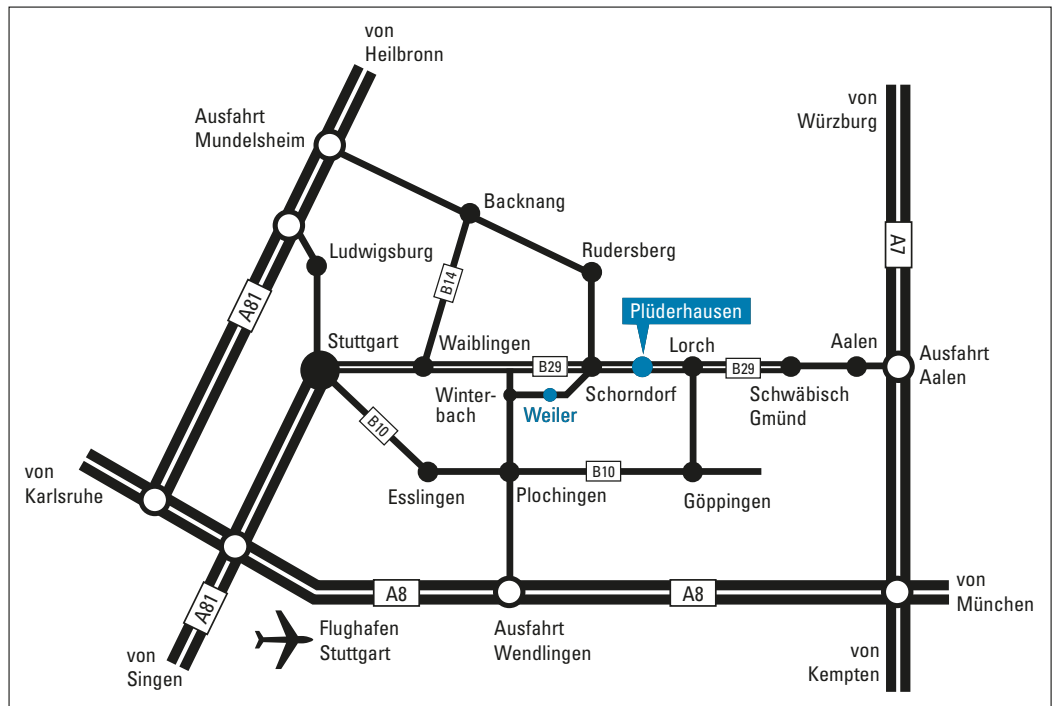 von
Heilbronn
Ausfahrt
Mundelsheim
von
Würzburg
Backnang
Ludwigsburg
Rudersberg
A7
B14
A81
Plüderhausen
Stuttgart
Waiblingen
B29
Lorch
Aalen
Ausfahrt
Aalen
B29
Winter-
bach
Weiler
Schorndorf
Schwäbisch
Gmünd
B10
von
Karlsruhe
Esslingen
Plochingen
B10
Göppingen
A81
A8
A8
von
München
Flughafen
Stuttgart
Ausfahrt
Wendlingen
von
Singen
von
Kempten